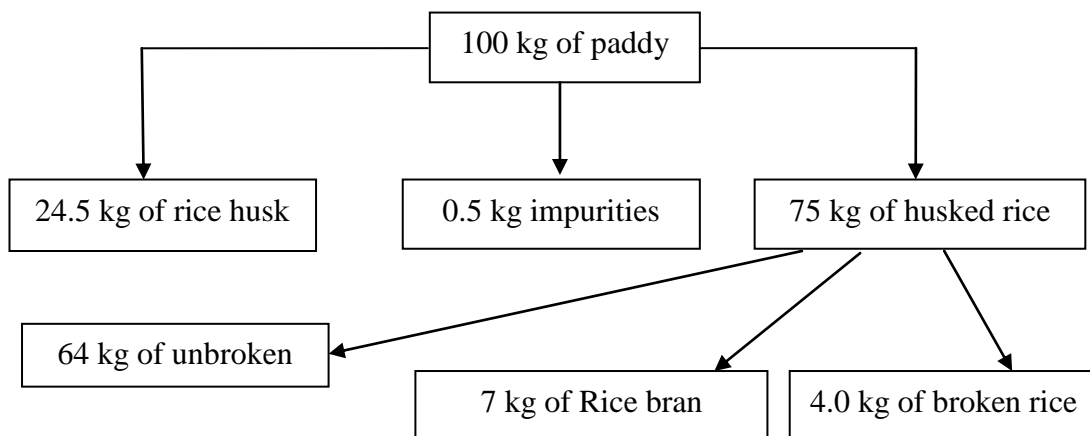 100 kg of paddy
24.5 kg of rice husk
0.5 kg impurities
75 kg of husked rice
64 kg of unbroken
7 kg of Rice bran
4.0 kg of broken rice